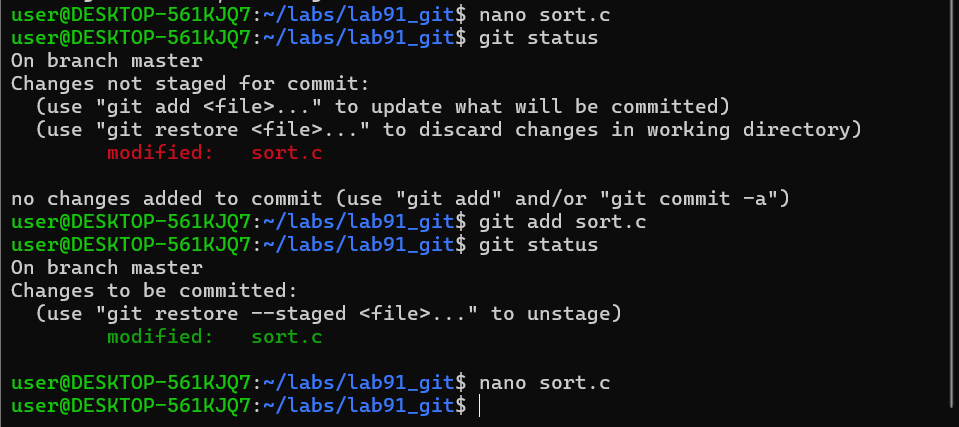 user@DESKTOP-561KJQ7:~/labs/lab91_git$ nano sort.c
user@DESKTOP-561KJQ7:~/labs/lab91_git$ git status
On branch master
Changes not staged for commit:
  (use "git add <file>..." to update what will be committed)
  (use "git restore <file>..." to discard changes in working directory)
        modified:   sort.c

no changes added to commit (use "git add" and/or "git commit -a")
user@DESKTOP-561KJQ7:~/labs/lab91_git$ git add sort.c
user@DESKTOP-561KJQ7:~/labs/lab91_git$ git status
On branch master
Changes to be committed:
  (use "git restore --staged <file>..." to unstage)
        modified:   sort.c

user@DESKTOP-561KJQ7:~/labs/lab91_git$ nano sort.c
user@DESKTOP-561KJQ7:~/labs/lab91_git$